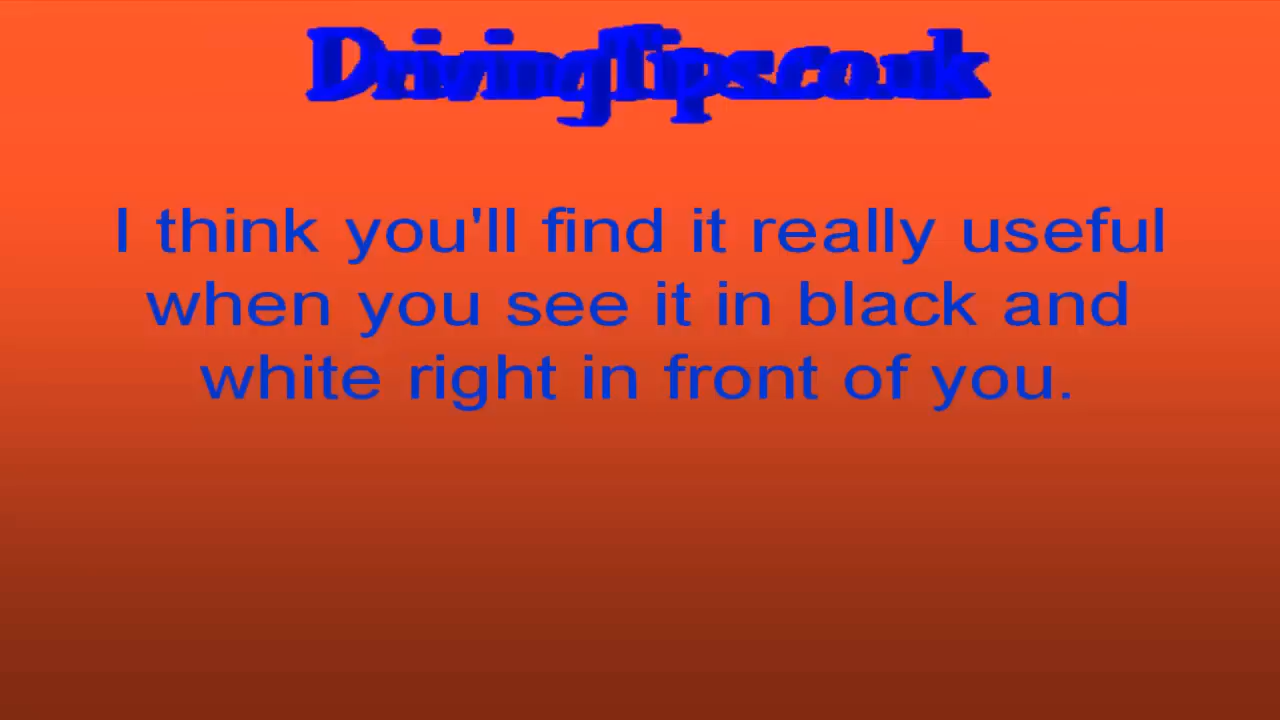 DrivingTips.co.uk
I think you'll find it really useful
when you see it in black and
white right in front of you.